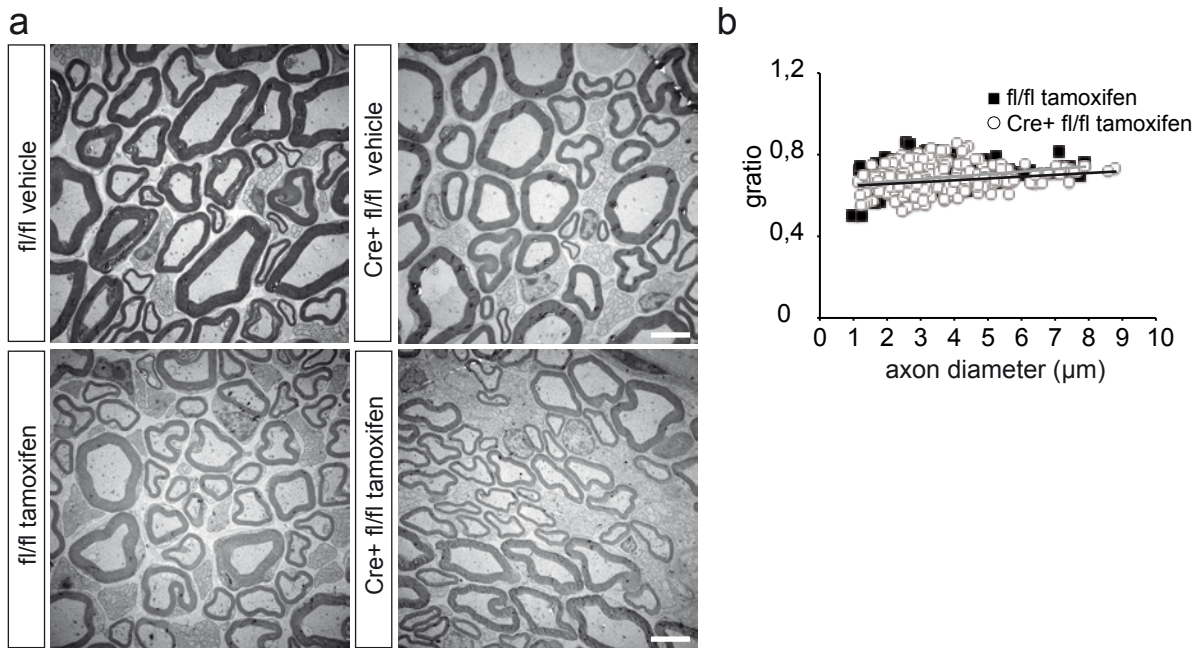 a
fl/fl vehicle
Cre+ fl/fl vehicle
fl/fl tamoxifen
Cre+ fl/fl tamoxifen
b
1,2
0,8
0,4
0
gratio
fl/fl tamoxifen
Cre+ fl/fl tamoxifen
0 1 2 3 4 5 6 7 8 9 10
axon diameter (µm)